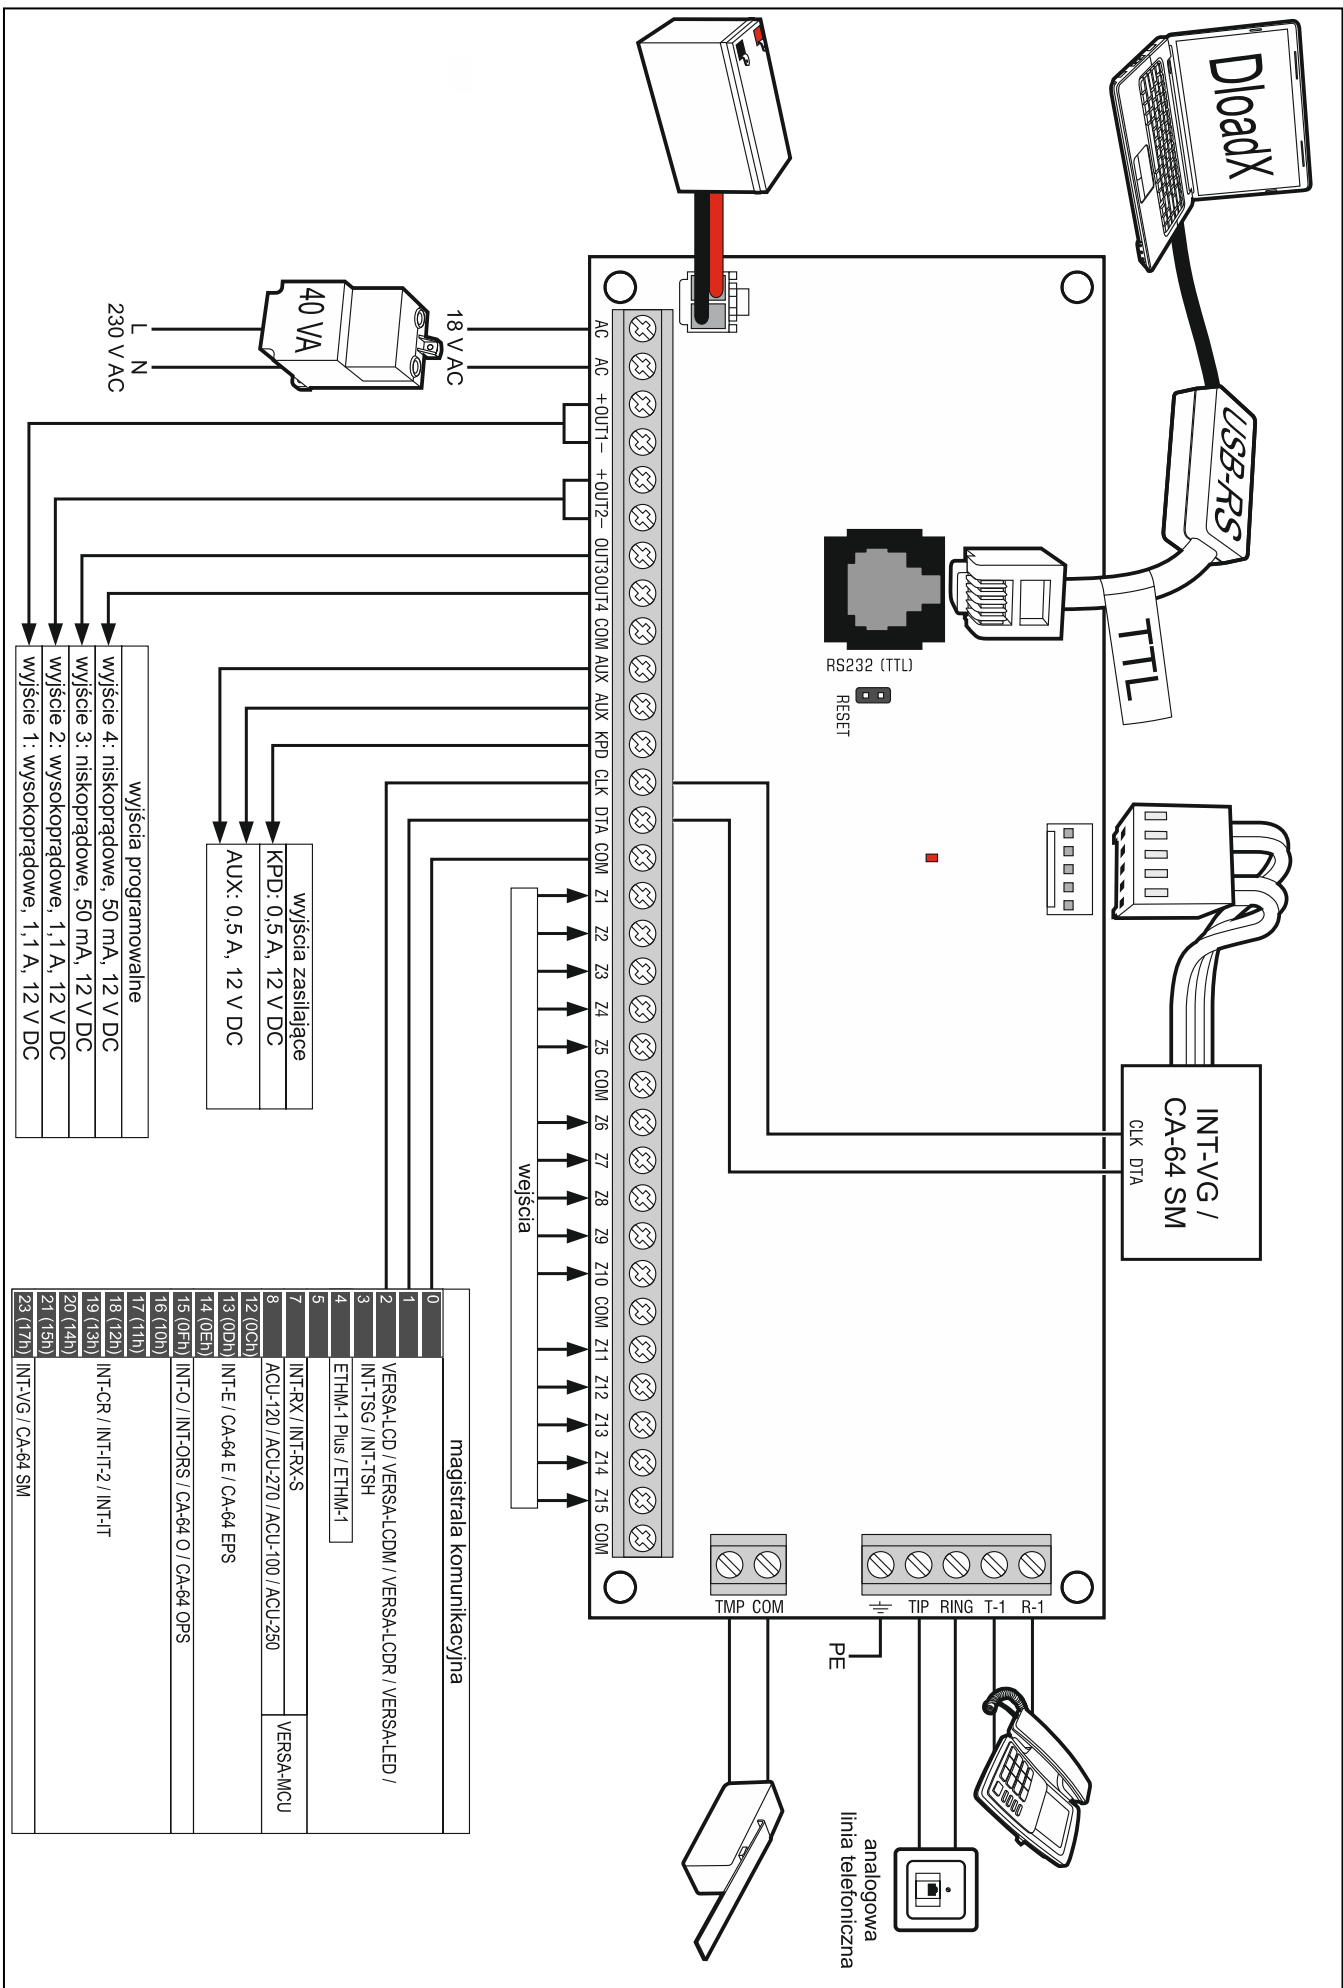 DloadX
USB-RS
TTL
RS232 (TTL)
RESET
INT-VG /
CA-64 SM
CLK DTA
40 VA
18 V AC
L N
230 V AC
AC
AC
+OUT1–
+OUT2–
OUT3
OUT4
COM
AUX
AUX
KPD
CLK
DTA
COM
Z1
Z2
Z3
Z4
Z5
COM
Z6
Z7
Z8
Z9
Z10
COM
Z11
Z12
Z13
Z14
Z15
COM
TMP COM
TIP RING T-1 R-1
PE
analogowa
linia telefoniczna
wejścia
wyjścia programowalne
wyjście 4: niskoprądowe, 50 mA, 12 V DC
wyjście 3: niskoprądowe, 50 mA, 12 V DC
wyjście 2: wysokoprądowe, 1,1 A, 12 V DC
wyjście 1: wysokoprądowe, 1,1 A, 12 V DC
wyjścia zasilające
KPD: 0,5 A, 12 V DC
AUX: 0,5 A, 12 V DC
magistrala komunikacyjna
0
1
2
3
4
5
7
8
12 (0Ch)
13 (0Dh)
14 (0Eh)
15 (0Fh)
16 (10h)
17 (11h)
18 (12h)
19 (13h)
20 (14h)
21 (15h)
23 (17h)
VERSA-LCD / VERSA-LCDM / VERSA-LCDR / VERSA-LED /
INT-TSG / INT-TSH
ETHM-1 Plus / ETHM-1
INT-RX / INT-RX-S
ACU-120 / ACU-270 / ACU-100 / ACU-250
VERSA-MCU
INT-E / CA-64 E / CA-64 EPS
INT-O / INT-ORS / CA-64 O / CA-64 OPS
INT-CR / INT-IT-2 / INT-IT
INT-VG / CA-64 SM